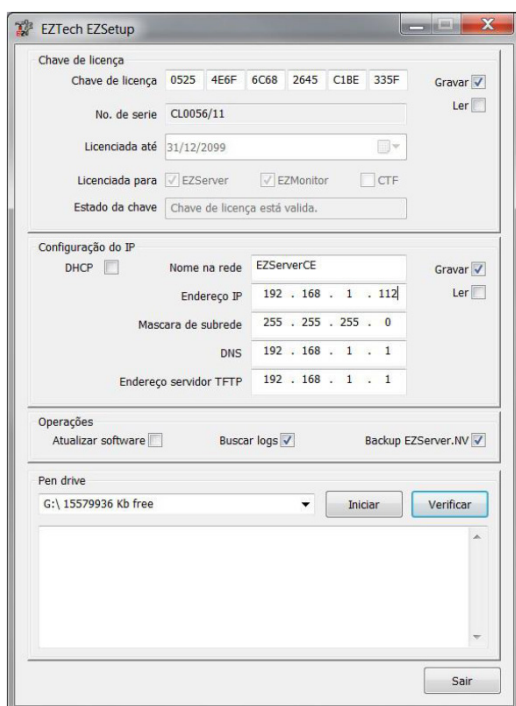 EZTech EZSetup
Chave de licença
Chave de licença 0525 4E6F 6C68 2645 C1BE 335F Gravar
No. de serie CL0056/11 Ler
Licenciada até 31/12/2099
Licenciada para EZServer EZMonitor CTF
Estado da chave Chave de licença está valida.
Configuração do IP
DHCP Nome na rede EZServerCE Gravar
Endereço IP 192 . 168 . 1 . 112 Ler
Mascara de subrede 255 . 255 . 255 . 0
DNS 192 . 168 . 1 . 1
Endereço servidor TFTP 192 . 168 . 1 . 1
Operações
Atualizar software Buscar logs Backup EZServer.NV
Pen drive
G:\ 15579936 Kb free Iniciar Verificar
Sair